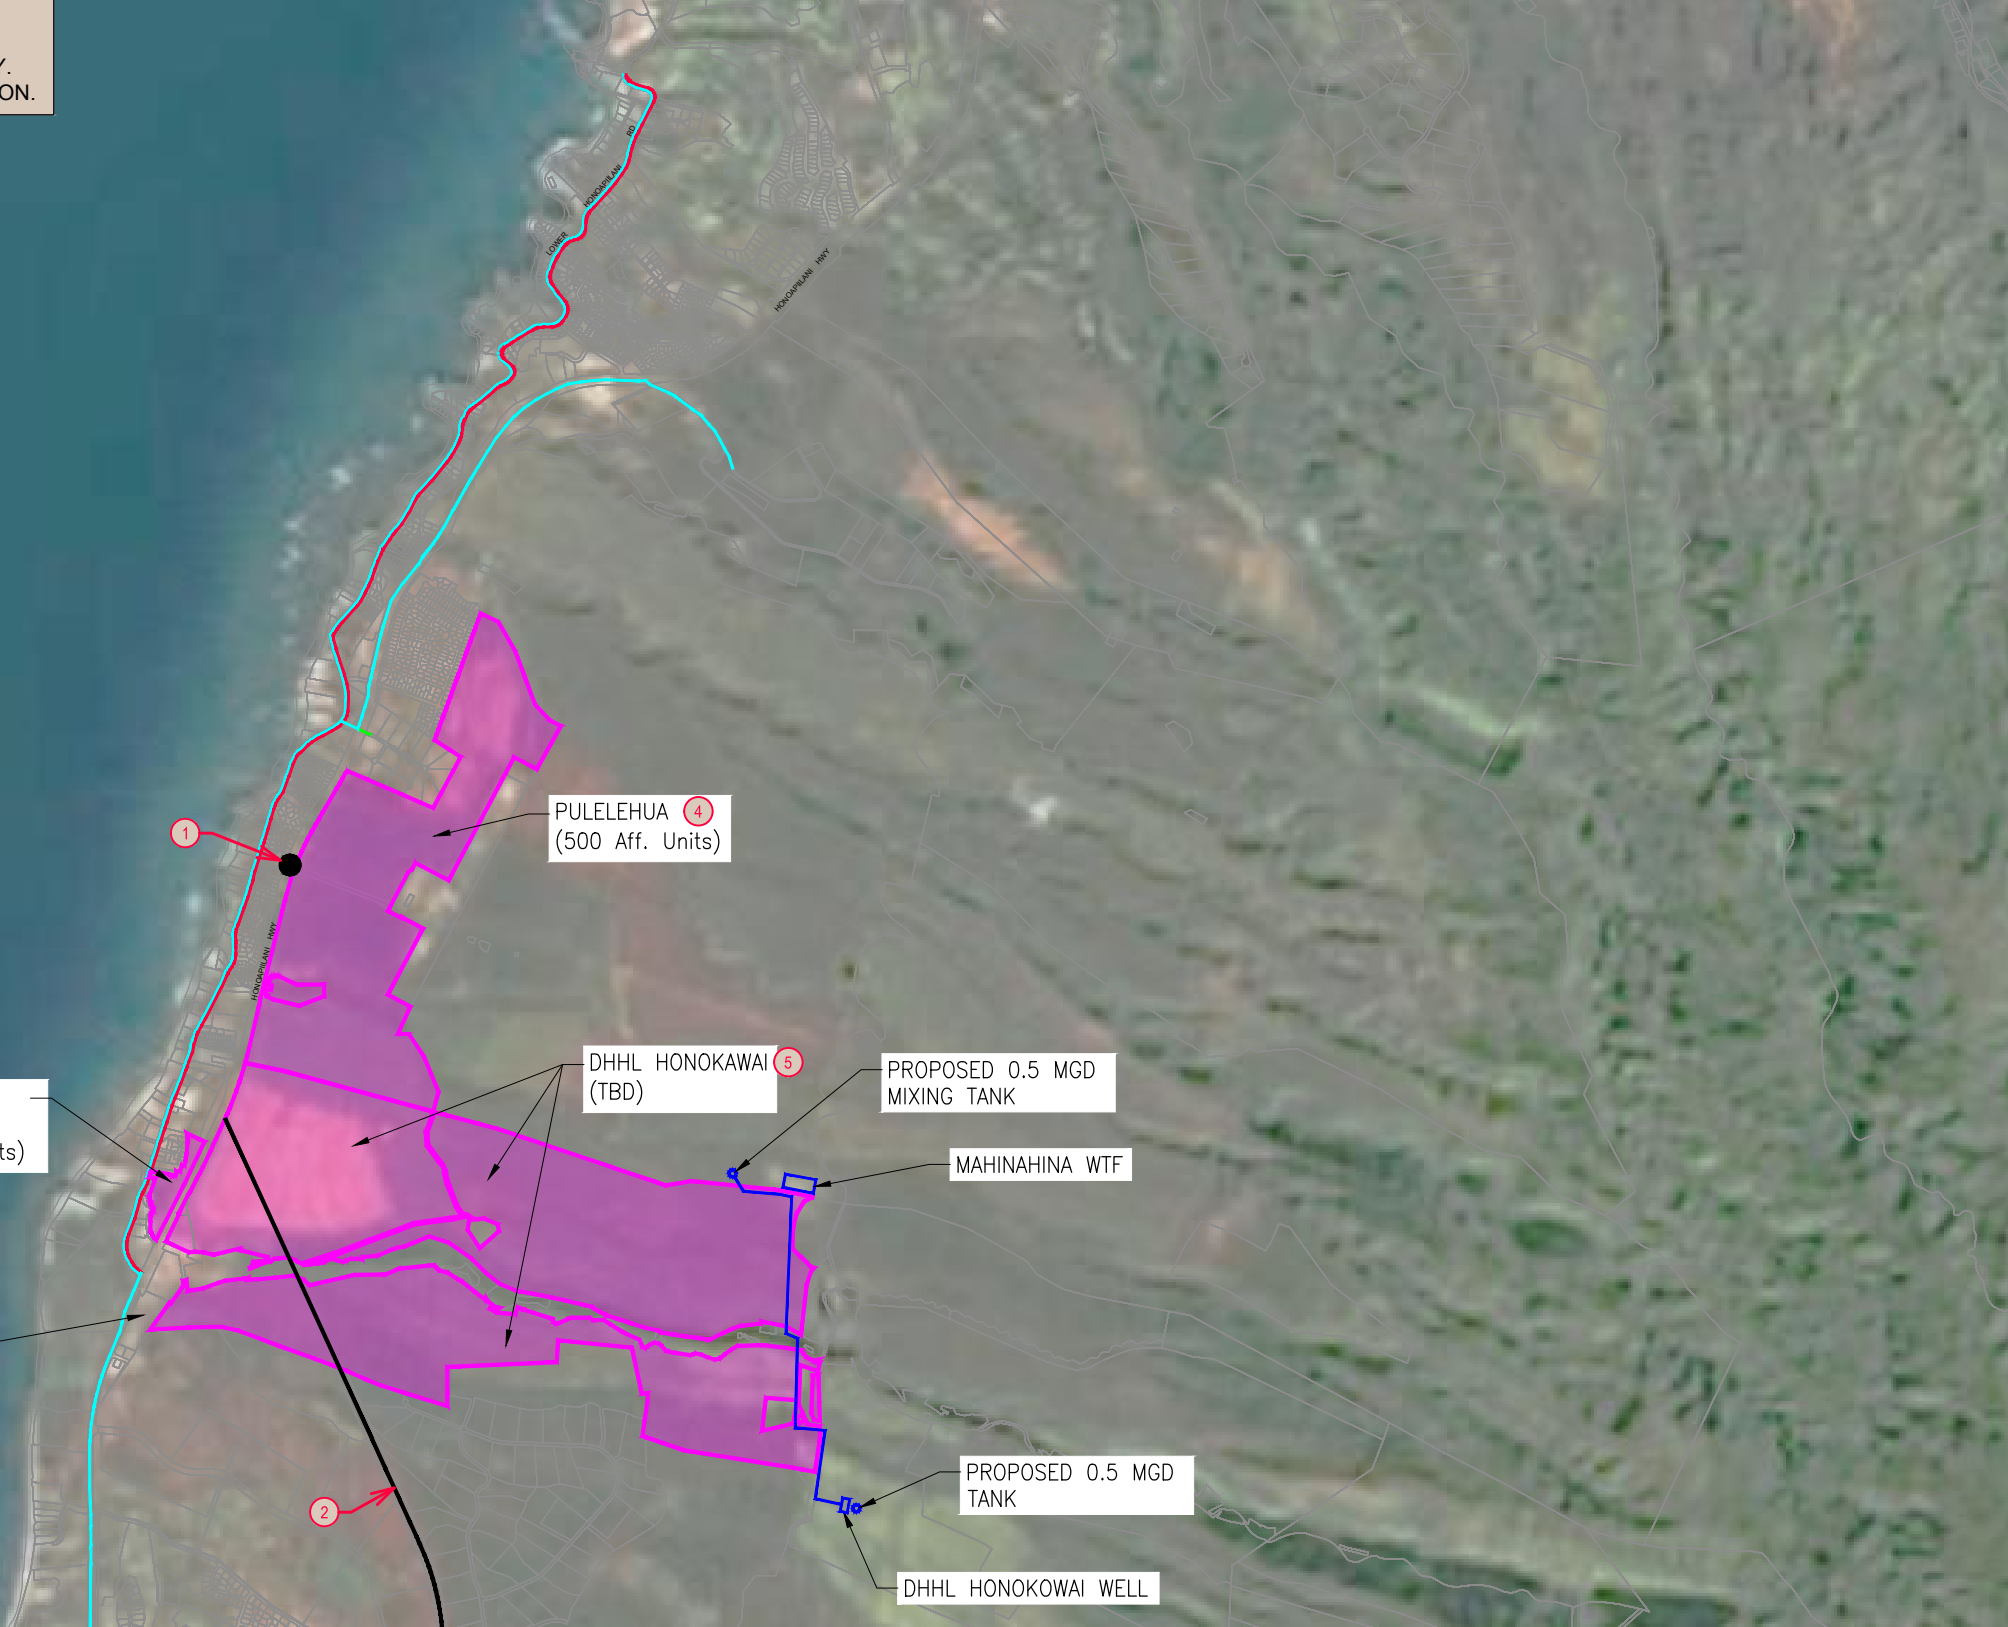 Y.
ON.
RD
HONOAPIILANI
LOWER
HONOAPIILANI HWY
PULELEHUA 4
(500 Aff. Units)
1
HONOAPIILANI HWY
DHHL HONOKAWAI 5
(TBD)
PROPOSED 0.5 MGD
MIXING TANK
ts)
MAHINAHINA WTF
PROPOSED 0.5 MGD
TANK
2
DHHL HONOKOWAI WELL